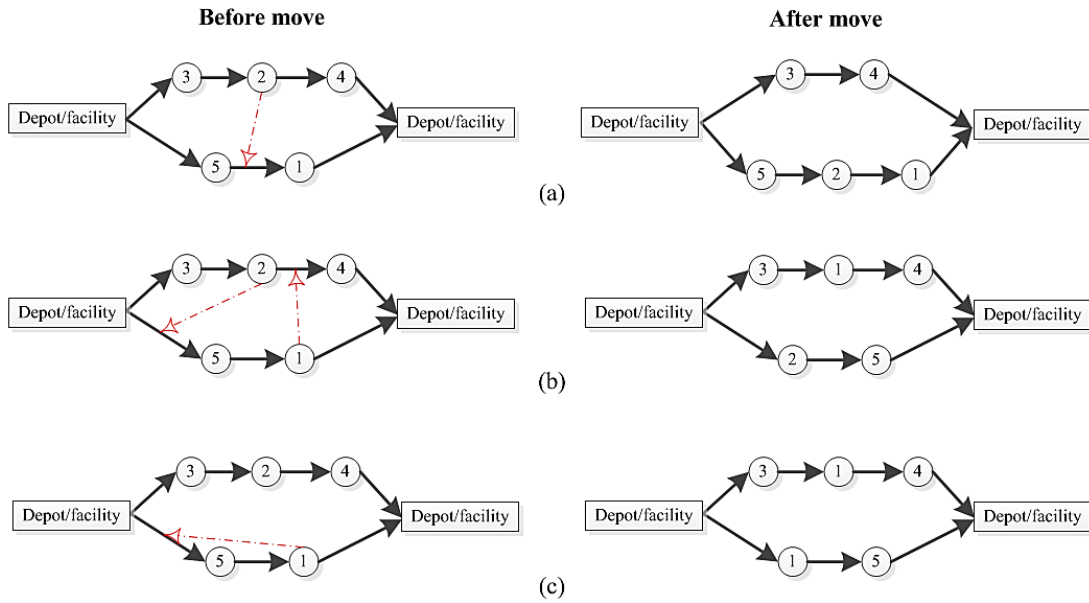 Before move
After move
3 2 4
3 4
Depot/facility
Depot/facility
Depot/facility
Depot/facility
5 1
5 2 1
(a)
3 2 4
3 1 4
Depot/facility
Depot/facility
Depot/facility
Depot/facility
5 1
2 5
(b)
3 2 4
3 1 4
Depot/facility
Depot/facility
Depot/facility
Depot/facility
5 1
1 5
(c)